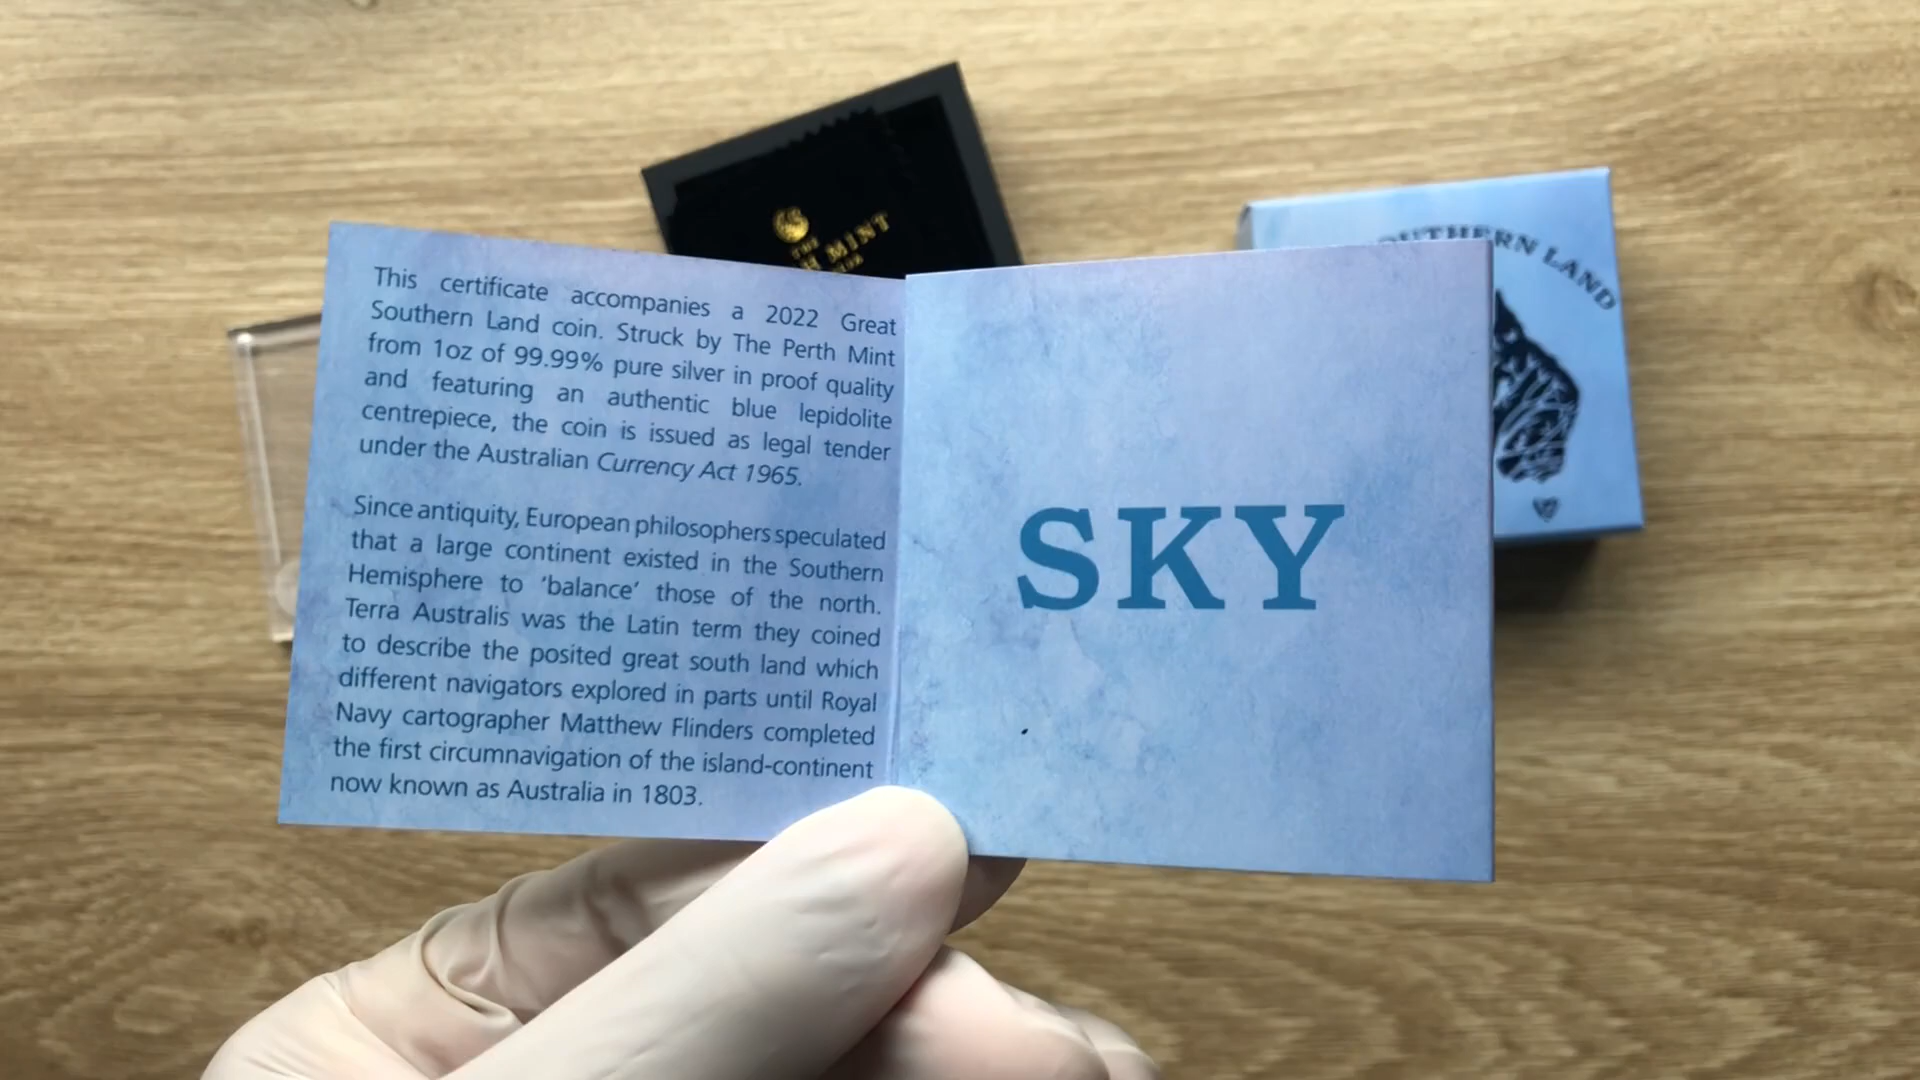 THE
MINT
SOUTHERN LAND
This certificate accompanies a 2022 Great
Southern Land coin. Struck by The Perth Mint
from 1oz of 99.99% pure silver in proof quality
and featuring an authentic blue lepidolite
centrepiece, the coin is issued as legal tender
under the Australian Currency Act 1965.
Since antiquity, European philosophers speculated
that a large continent existed in the Southern
Hemisphere to ‘balance’ those of the north.
Terra Australis was the Latin term they coined
to describe the posited great south land which
different navigators explored in parts until Royal
Navy cartographer Matthew Flinders completed
the first circumnavigation of the island-continent
now known as Australia in 1803.
SKY